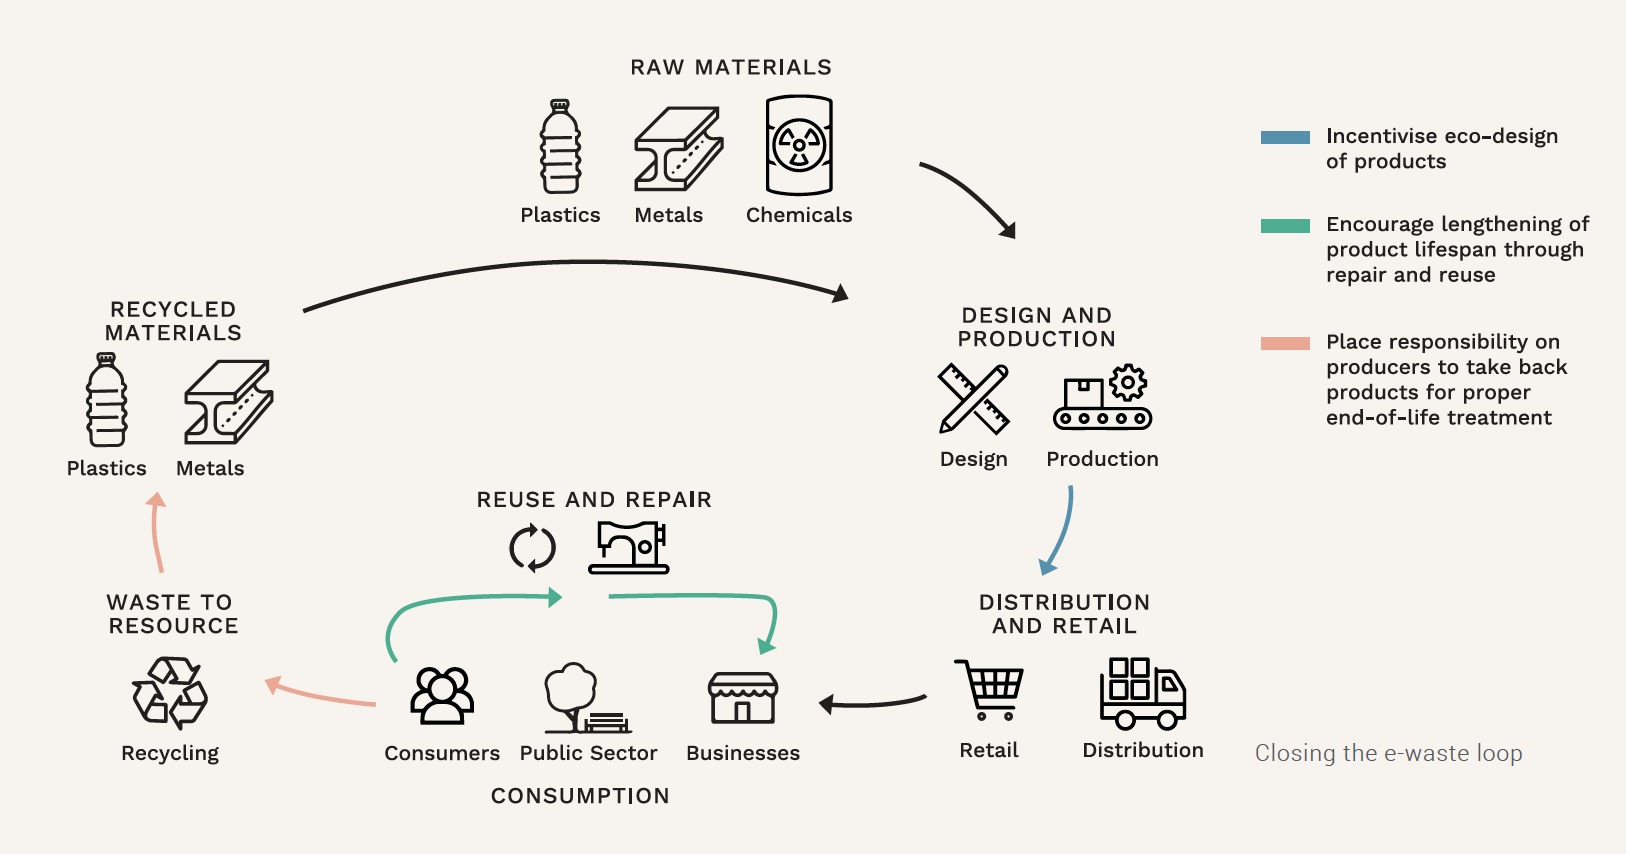 RAW MATERIALS
Plastics
Metals
Chemicals
Incentivise eco-design
of products
Encourage lengthening of
product lifespan through
repair and reuse
Place responsibility on
producers to take back
products for proper
end-of-life treatment
RECYCLED
MATERIALS
Plastics
Metals
DESIGN AND
PRODUCTION
Design
Production
REUSE AND REPAIR
WASTE TO
RESOURCE
Recycling
DISTRIBUTION
AND RETAIL
Retail
Distribution
Consumers
Public Sector
Businesses
CONSUMPTION
Closing the e-waste loop